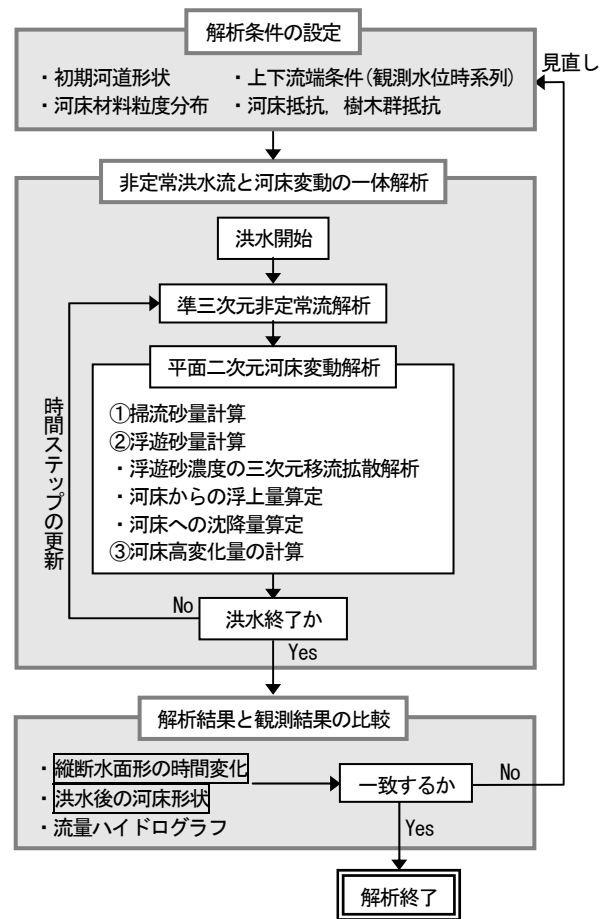 解析条件の設定
見直し
・初期河道形状 ・上下流端条件(観測水位時系列)
・河床材料粒度分布 ・河床抵抗，樹木群抵抗
非定常洪水流と河床変動の一体解析
洪水開始
準三次元非定常流解析
平面二次元河床変動解析
時間ステップの更新
①掃流砂量計算
②浮遊砂量計算
・浮遊砂濃度の三次元移流拡散解析
・河床からの浮上量算定
・河床への沈降量算定
③河床高変化量の計算
No
洪水終了か
Yes
解析結果と観測結果の比較
・縦断水面形の時間変化
・洪水後の河床形状
・流量ハイドログラフ
一致するか
No
Yes
解析終了